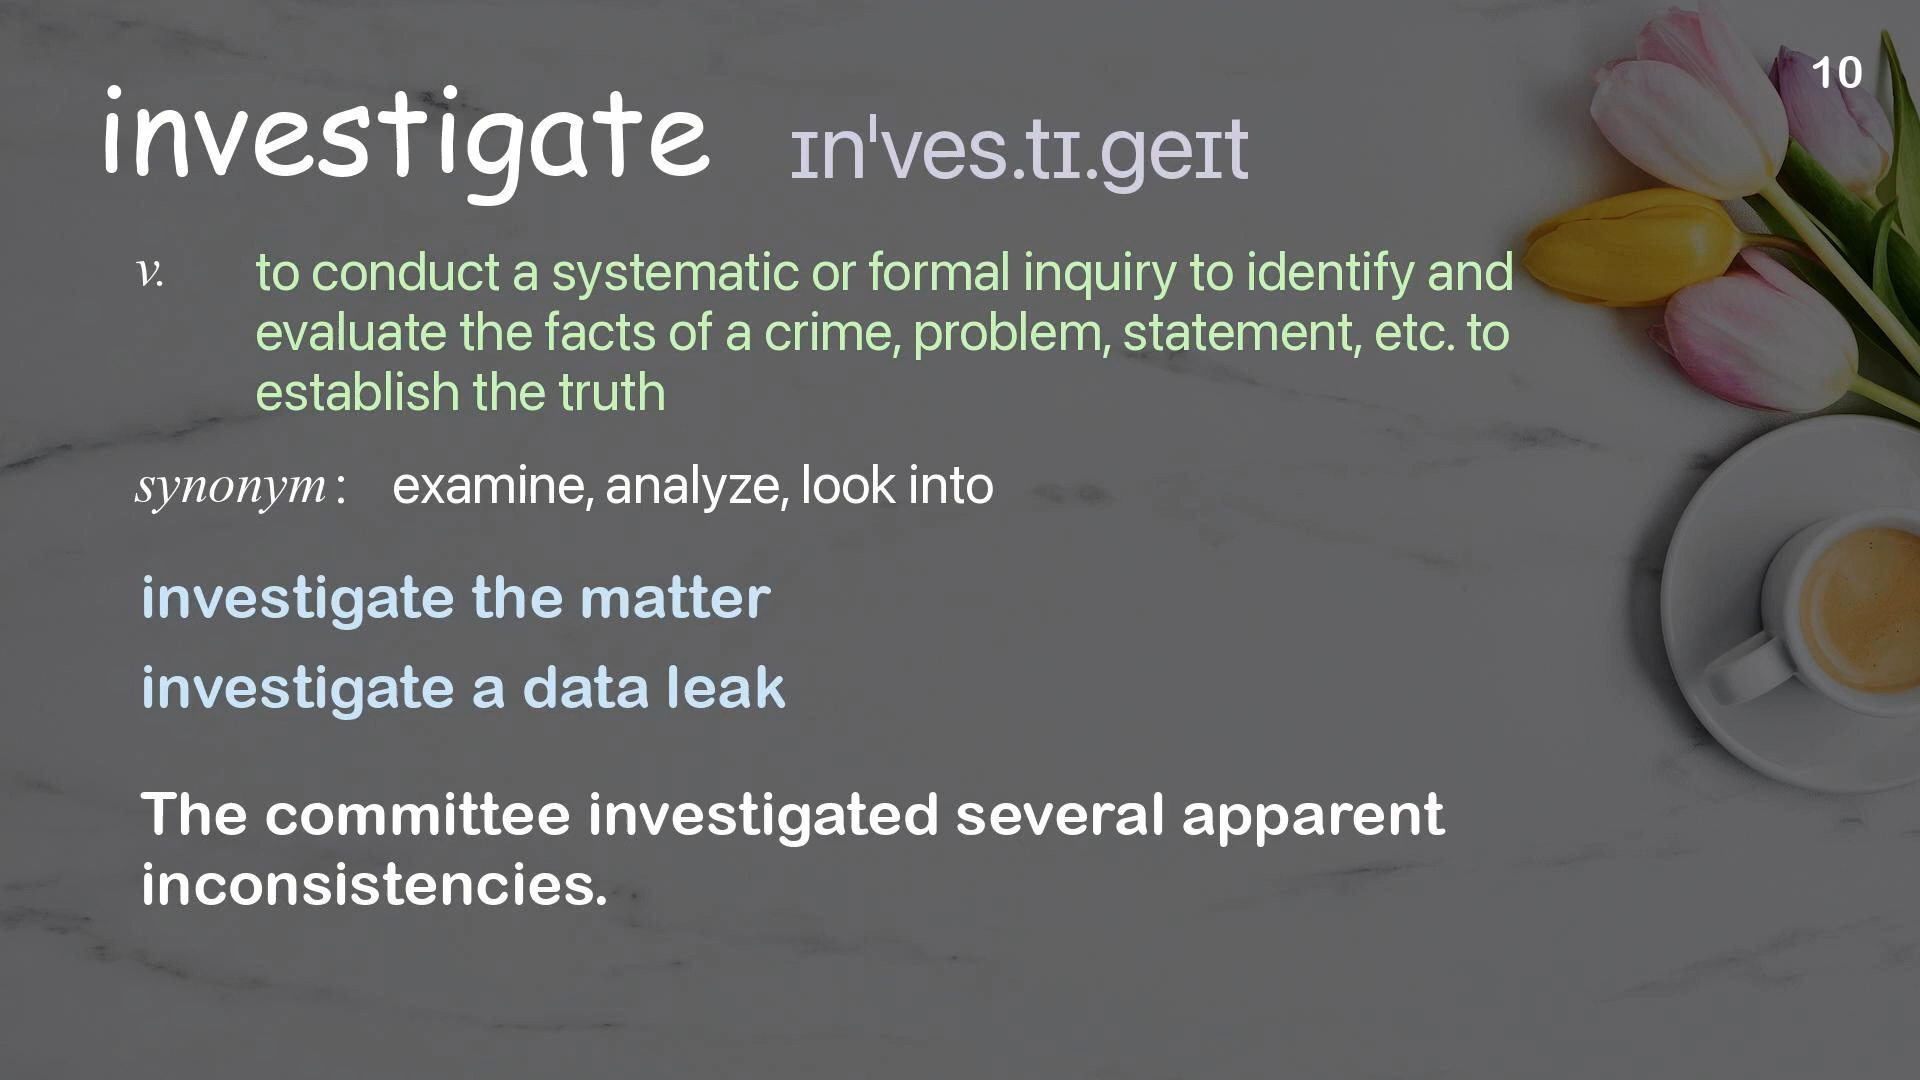 10
investigate ɪnˈves.tɪ.geɪt
v. to conduct a systematic or formal inquiry to identify and
evaluate the facts of a crime, problem, statement, etc. to
establish the truth
synonym : examine, analyze, look into
investigate the matter
investigate a data leak
The committee investigated several apparent
inconsistencies.